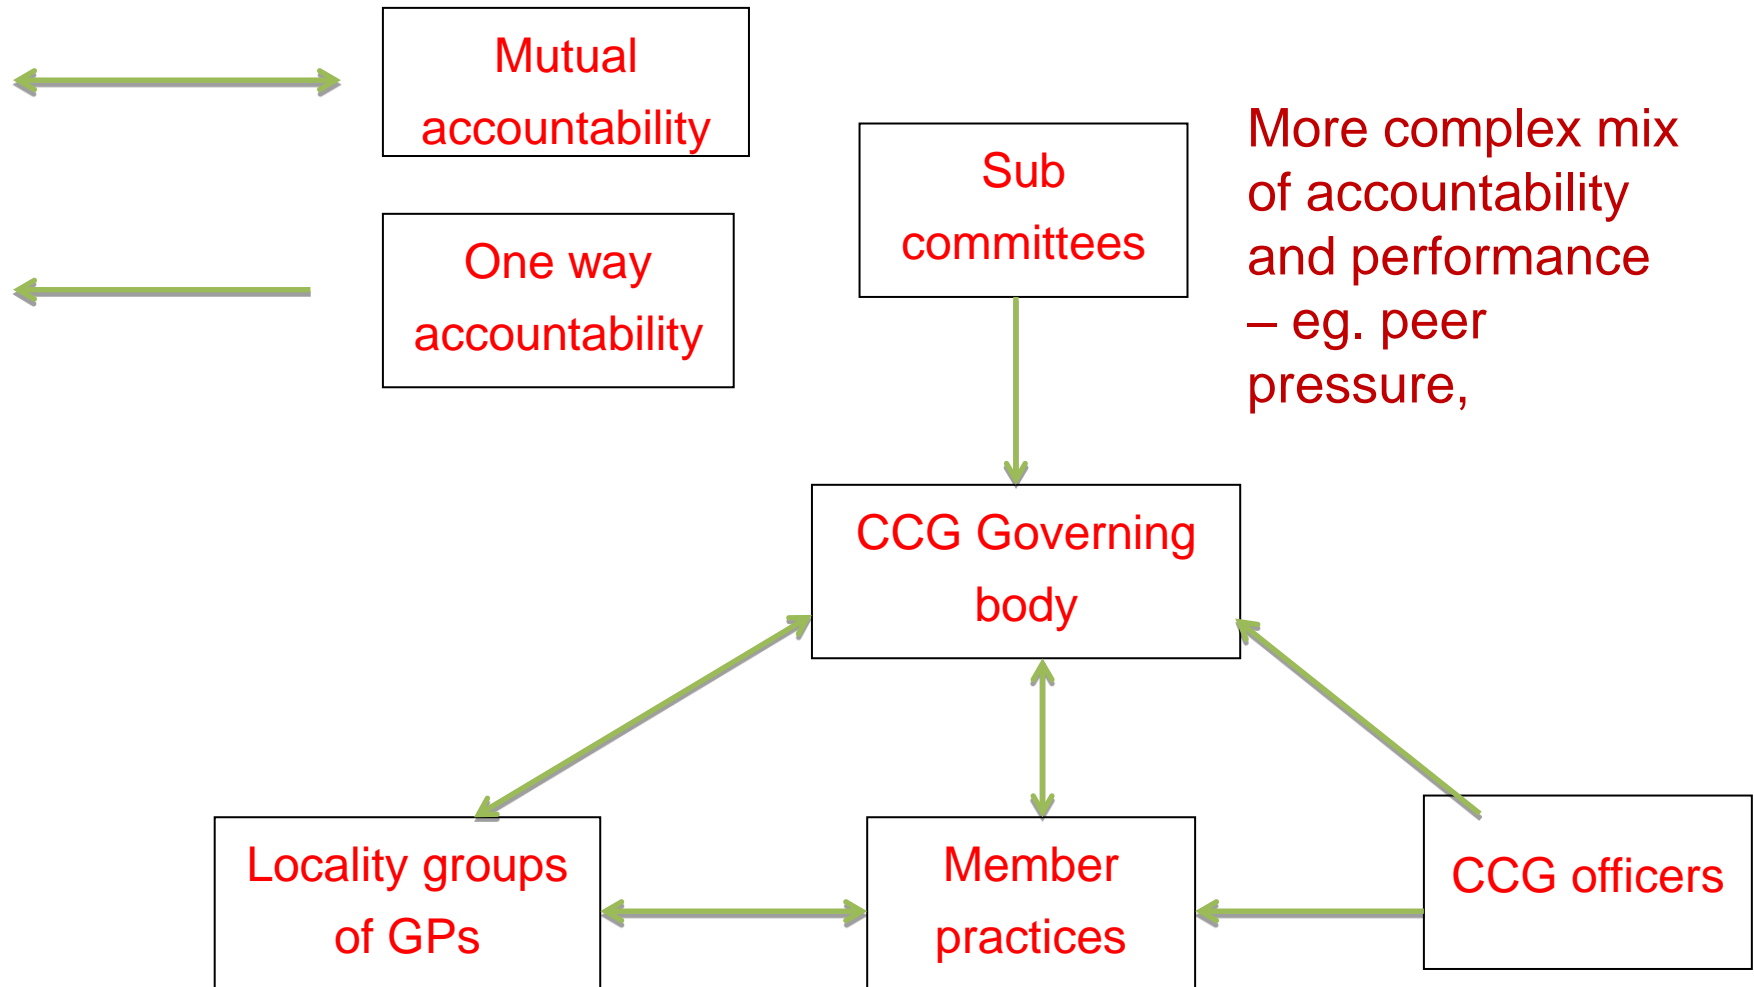 Mutual
accountability
One way
accountability
Sub
committees
More complex mix
of accountability
and performance
– eg. peer
pressure,
CCG Governing
body
Locality groups
of GPs
Member
practices
CCG officers